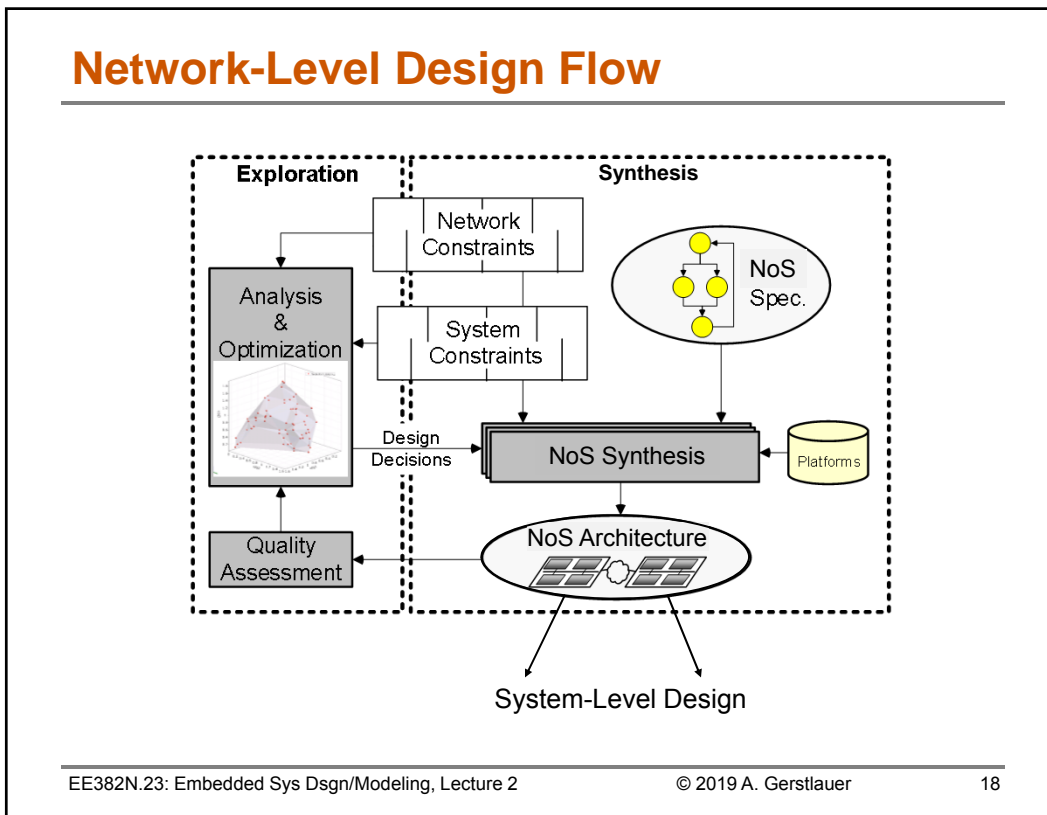 Network-Level Design Flow
Exploration
Synthesis
Network
Constraints
NoS
Spec.
Analysis
&
Optimization
System
Constraints
Design
Decisions
NoS Synthesis
Platforms
NoS Architecture
Quality
Assessment
System-Level Design
EE382N.23: Embedded Sys Dsgn/Modeling, Lecture 2
© 2019 A. Gerstlauer
18